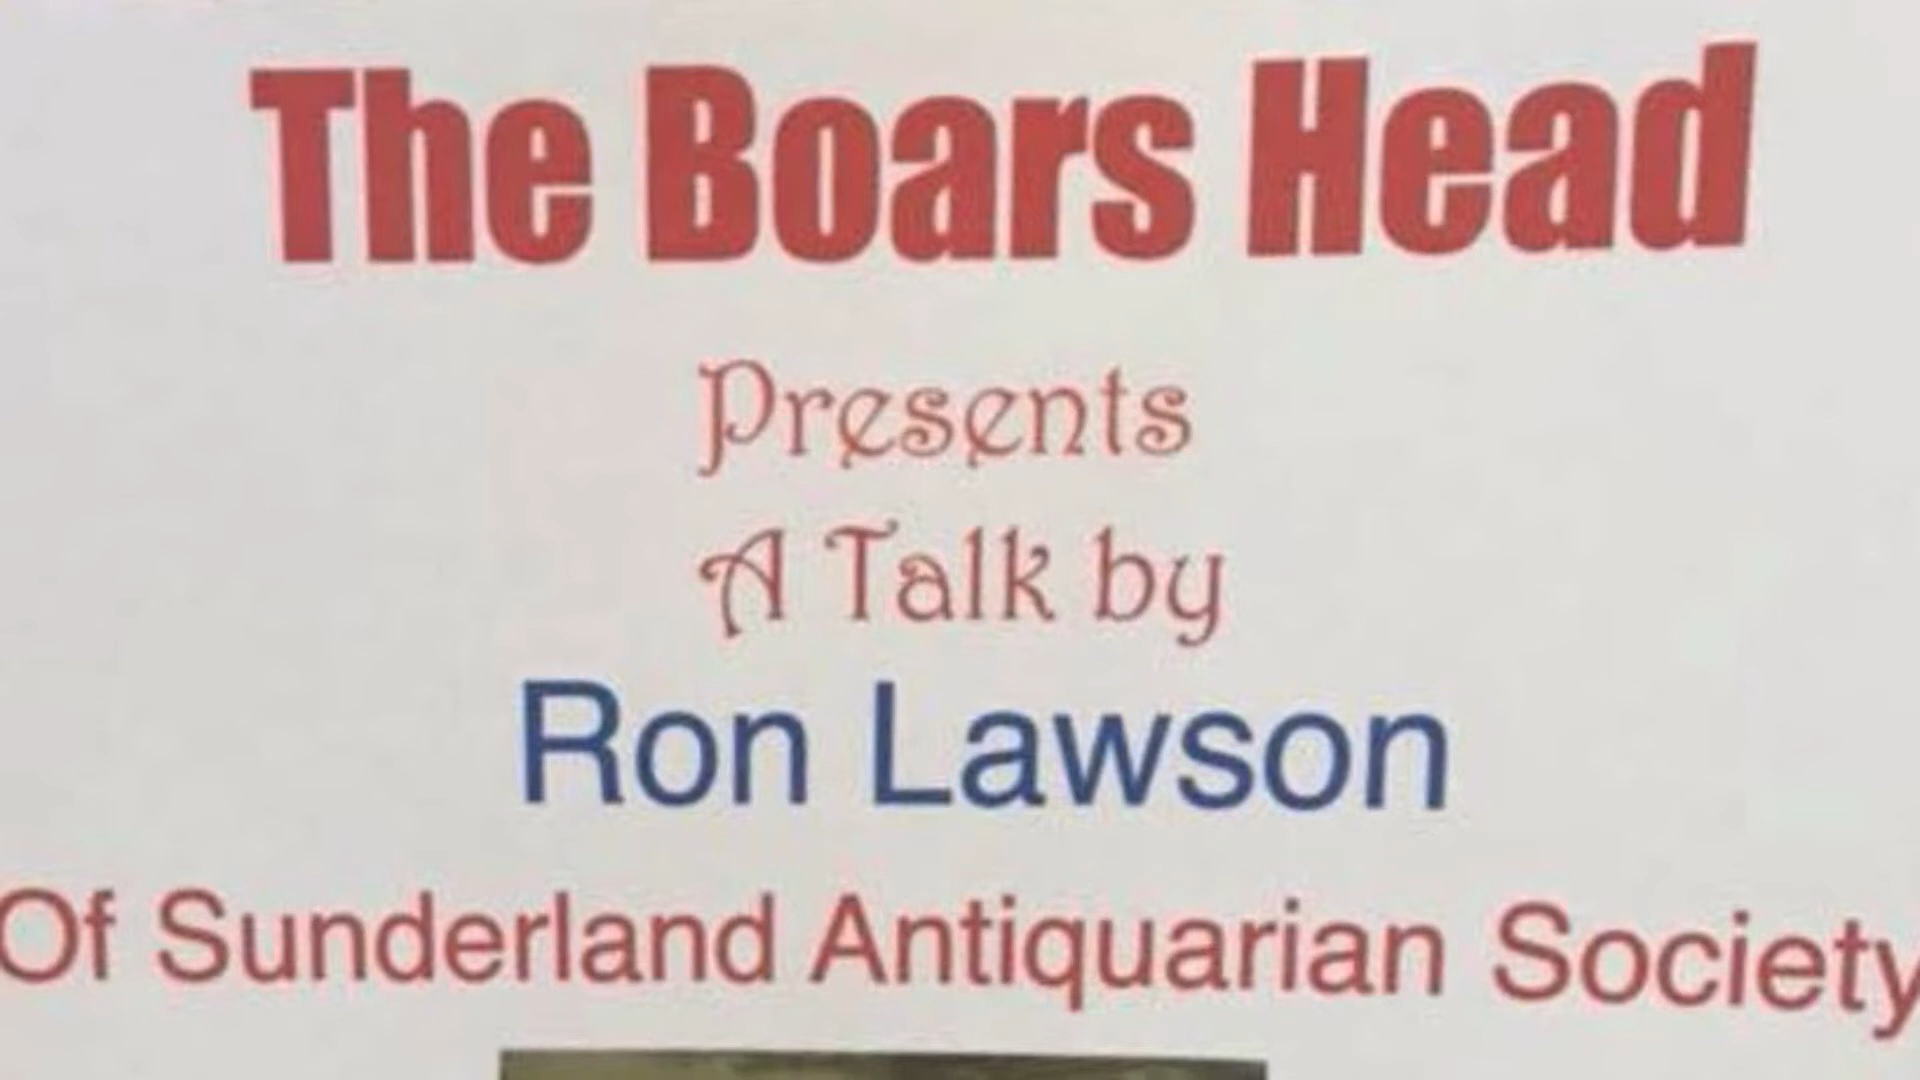 The Boars Head
Presents
A Talk by
Ron Lawson
Of Sunderland Antiquarian Society